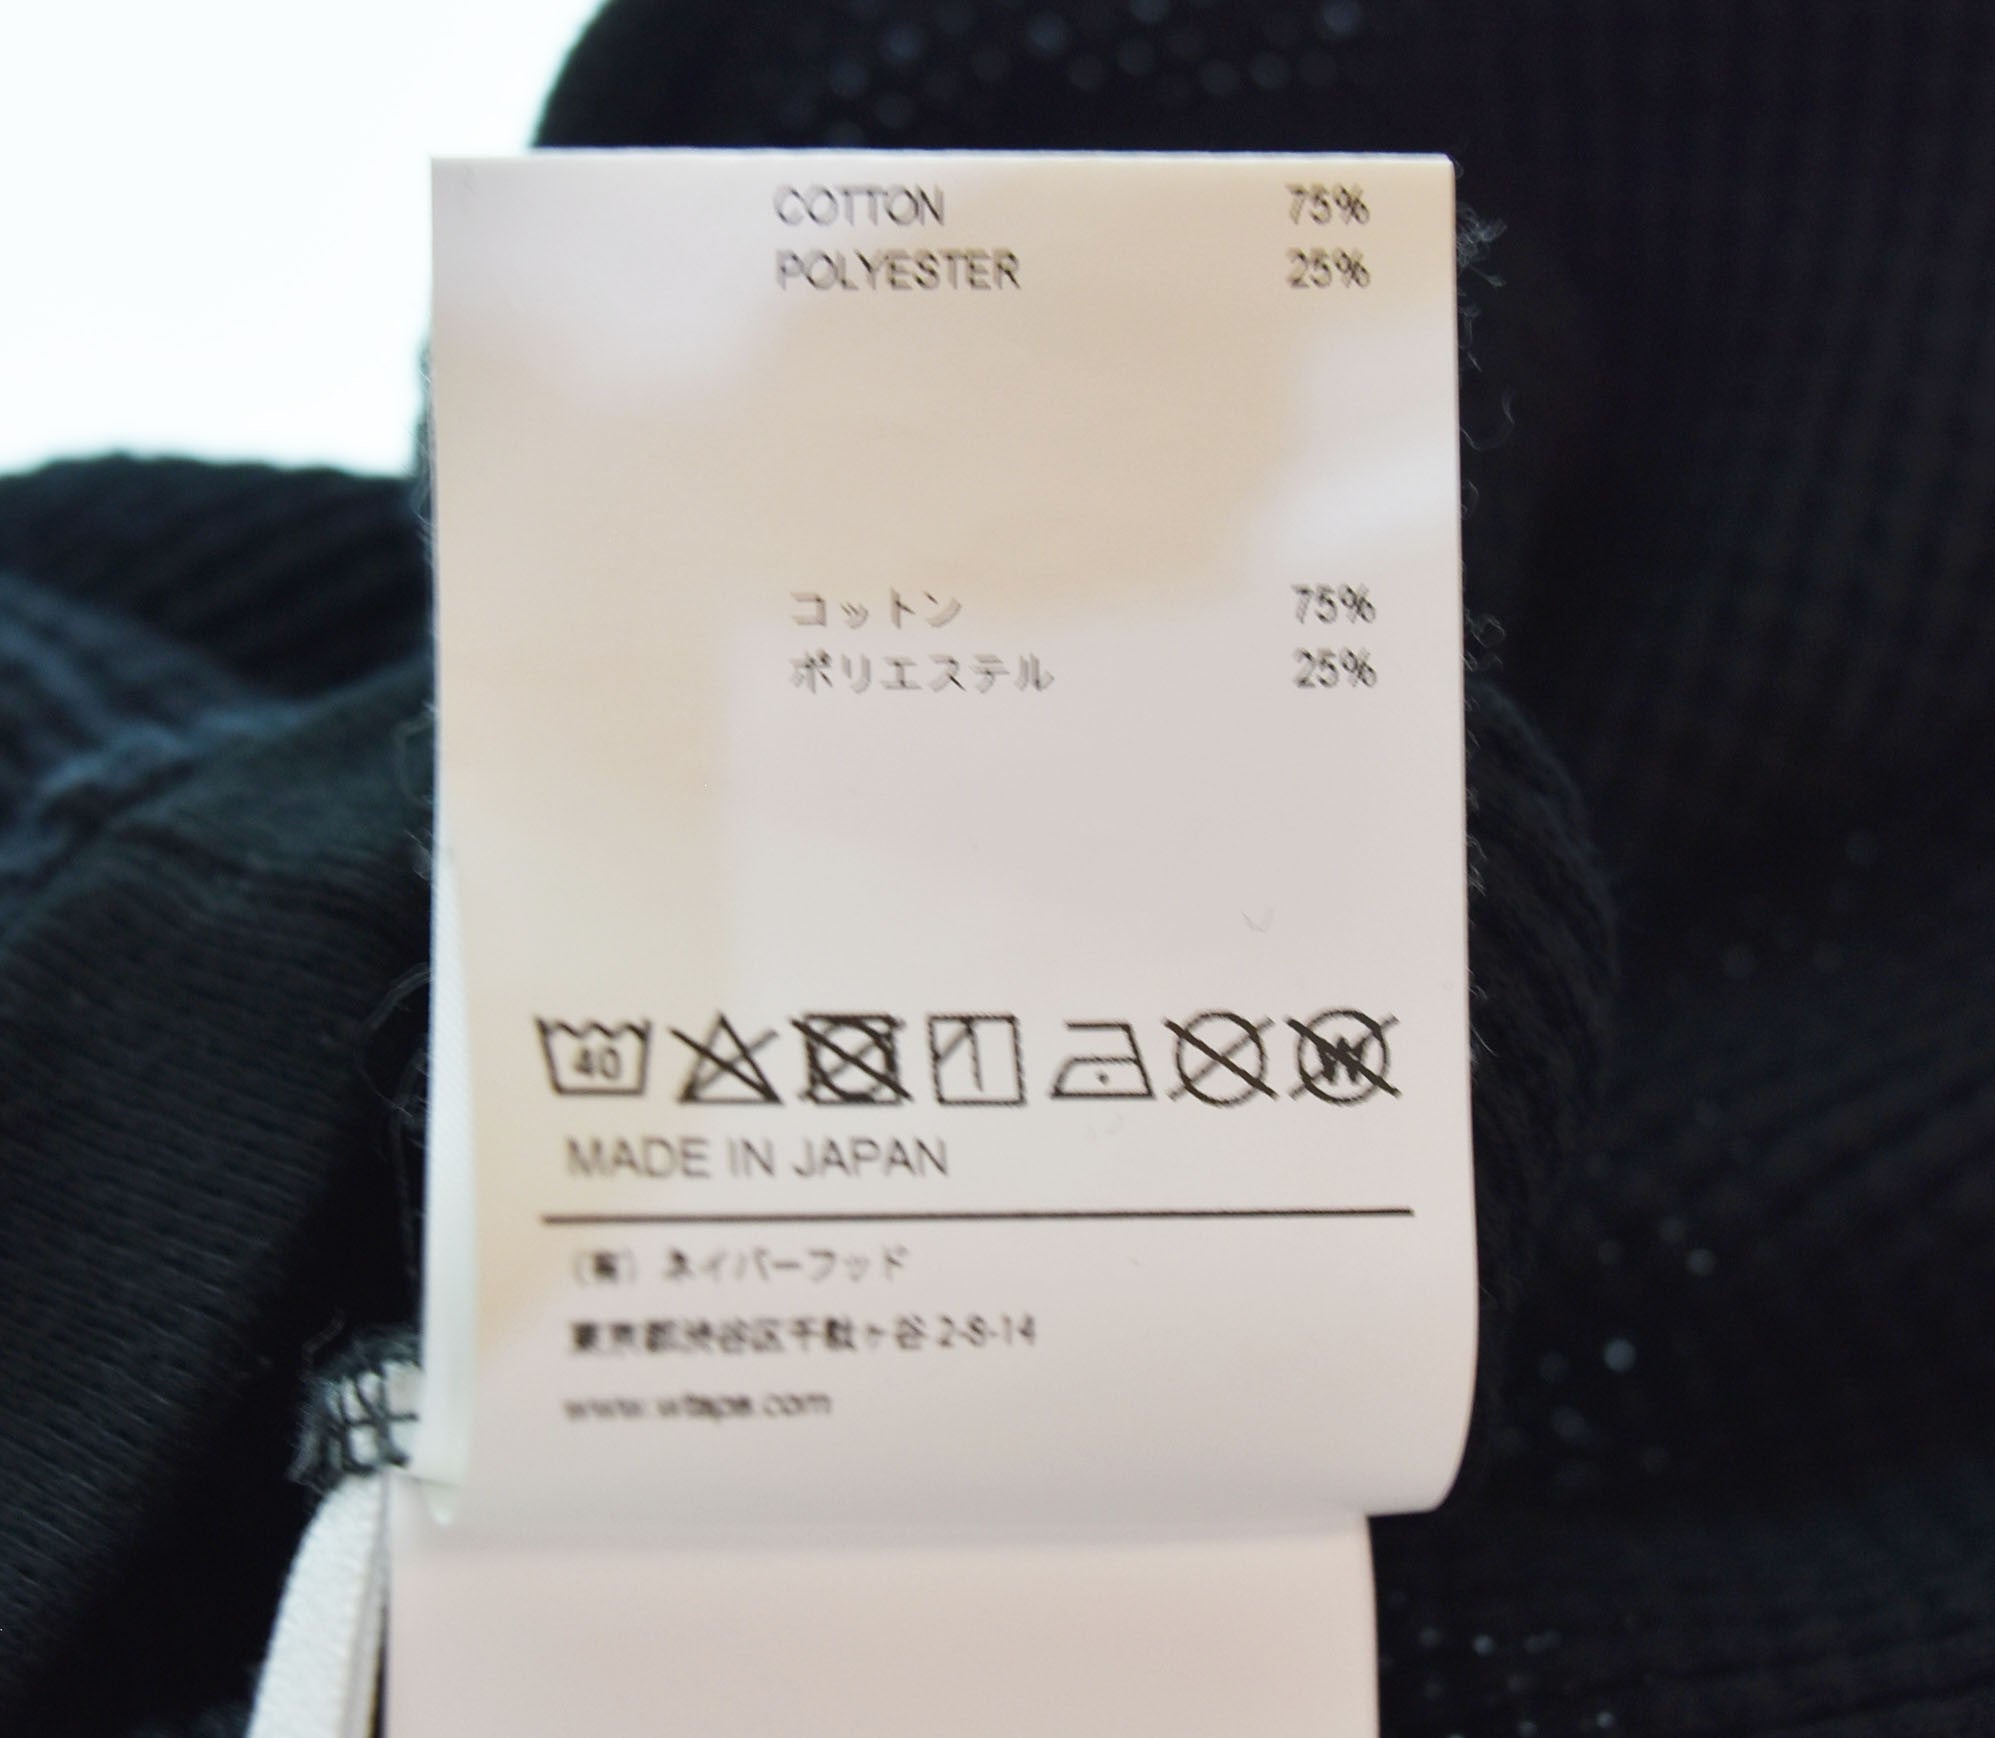 COTTON 75%
POLYESTER 25%
コットン 75%
ポリエステル 25%
40
W
MADE IN JAPAN
(有) ネイバーフッド
東京都渋谷区千駄ヶ谷 2-8-14
www.wtaps.com